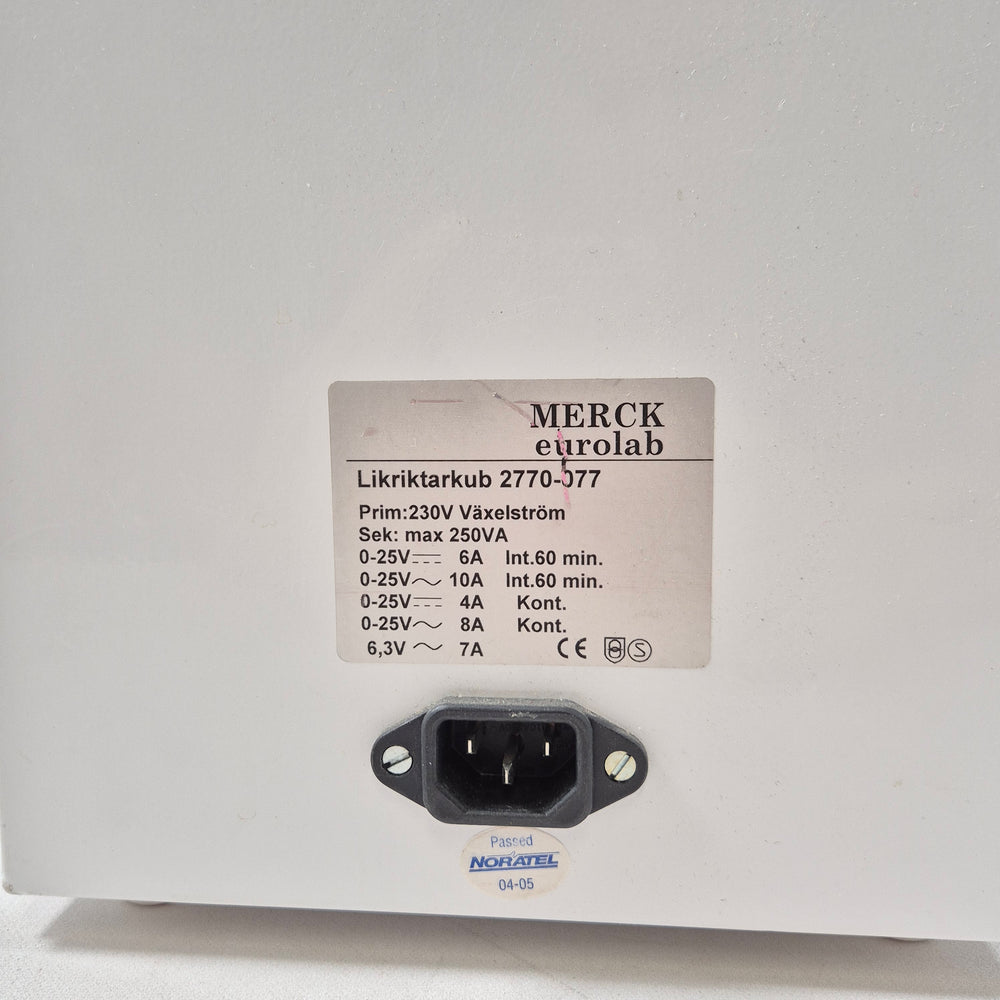 MERCK
eurolab
Likriktarkub 2770-077
Prim:230V Växelström
Sek: max 250VA
0-25V⎓ 6A Int.60 min.
0-25V~ 10A Int.60 min.
0-25V⎓ 4A Kont.
0-25V~ 8A Kont.
6,3V ~ 7A CE S
Passed
NORATEL
04-05